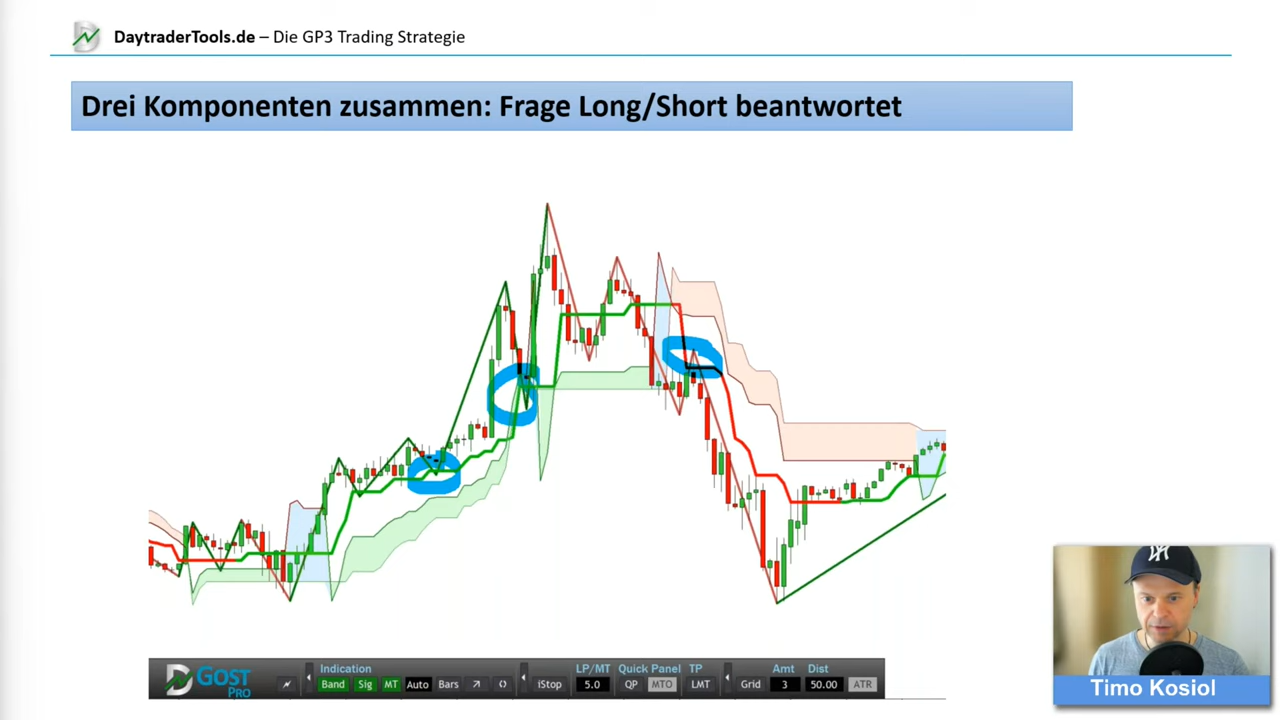 DaytraderTools.de – Die GP3 Trading Strategie
Drei Komponenten zusammen: Frage Long/Short beantwortet
GOST PRO
Indication
Band Sig MT Auto Bars
iStop
LP/MT Quick Panel TP
5.0 QP MTO LMT
Amt Dist
Grid 3 50.00 ATR
Timo Kosiol